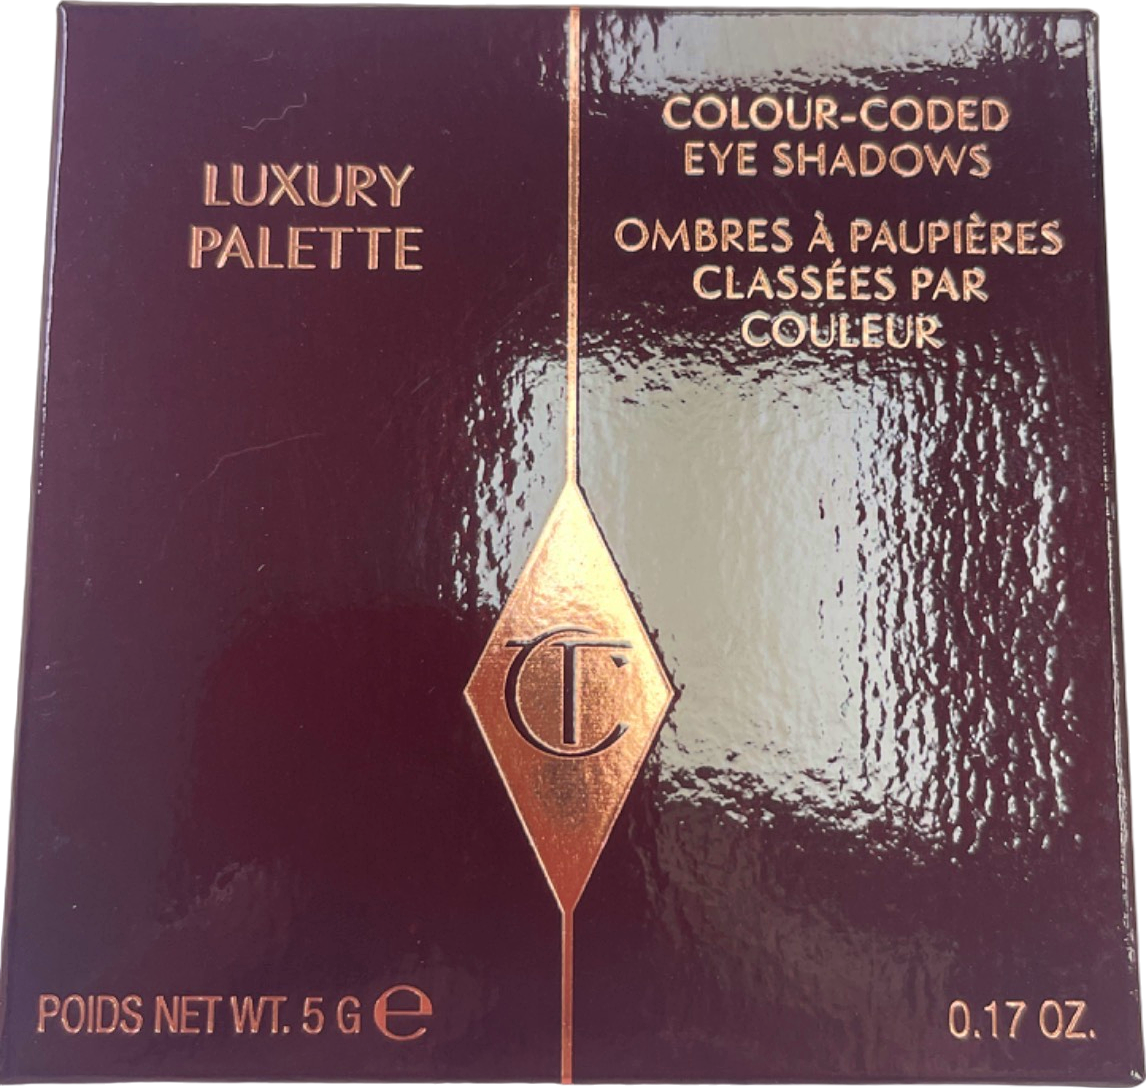 LUXURY
PALETTE
COLOUR-CODED
EYE SHADOWS
OMBRES À PAUPIÈRES
CLASSÉES PAR
COULEUR
CT
POIDS NET WT. 5 G ℮
0.17 OZ.